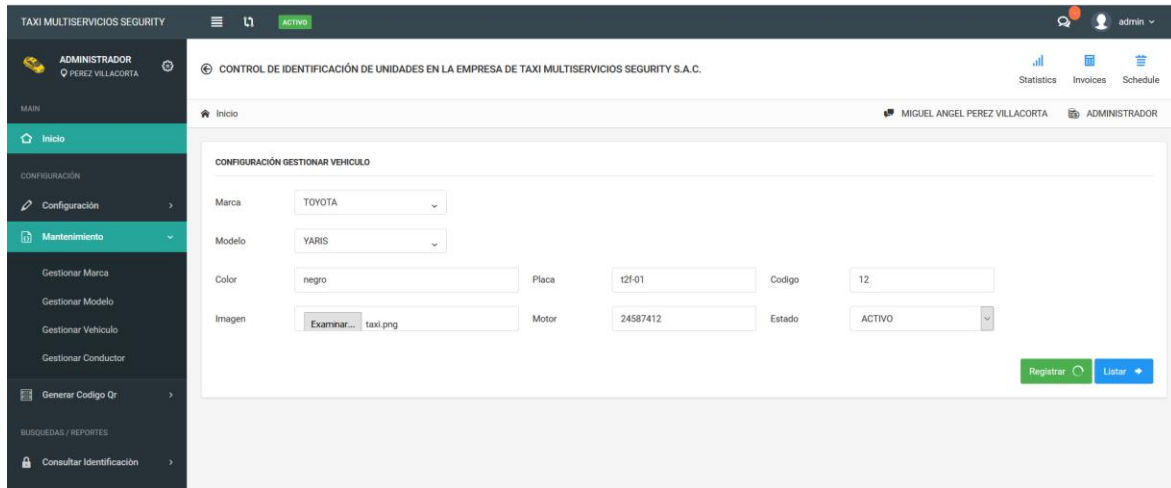 TAXI MULTISERVICIOS SEGURITY
ACTIVO
admin
ADMINISTRADOR
PEREZ VILLACORTA
CONTROL DE IDENTIFICACIÓN DE UNIDADES EN LA EMPRESA DE TAXI MULTISERVICIOS SEGURITY S.A.C.
Statistics Invoices Schedule
MAIN
Inicio
CONFIGURACIÓN
Configuración
Mantenimiento
Gestionar Marca
Gestionar Modelo
Gestionar Vehiculo
Gestionar Conductor
Generar Codigo Qr
BUSQUEDAS / REPORTES
Consultar Identificación
Inicio MIGUEL ANGEL PEREZ VILLACORTA ADMINISTRADOR
CONFIGURACIÓN GESTIONAR VEHICULO
Marca TOYOTA
Modelo YARIS
Color negro Placa t2f-01 Codigo 12
Imagen Examinar... taxi.png Motor 24587412 Estado ACTIVO
Registrar Listar